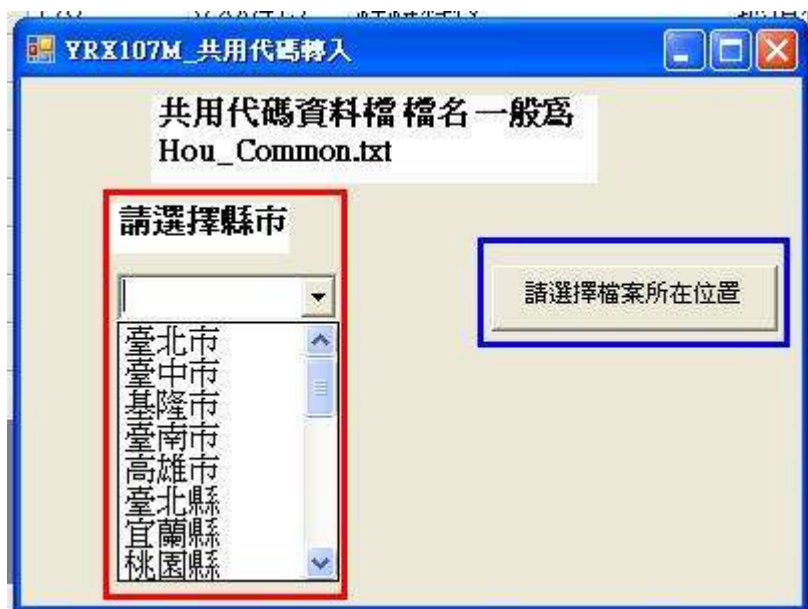 YRX107M_共用代碼轉入
共用代碼資料檔 檔名一般為
Hou_Common.txt
請選擇縣市
請選擇檔案所在位置
臺北市
臺中市
基隆市
臺南市
高雄市
臺北縣
宜蘭縣
桃園縣